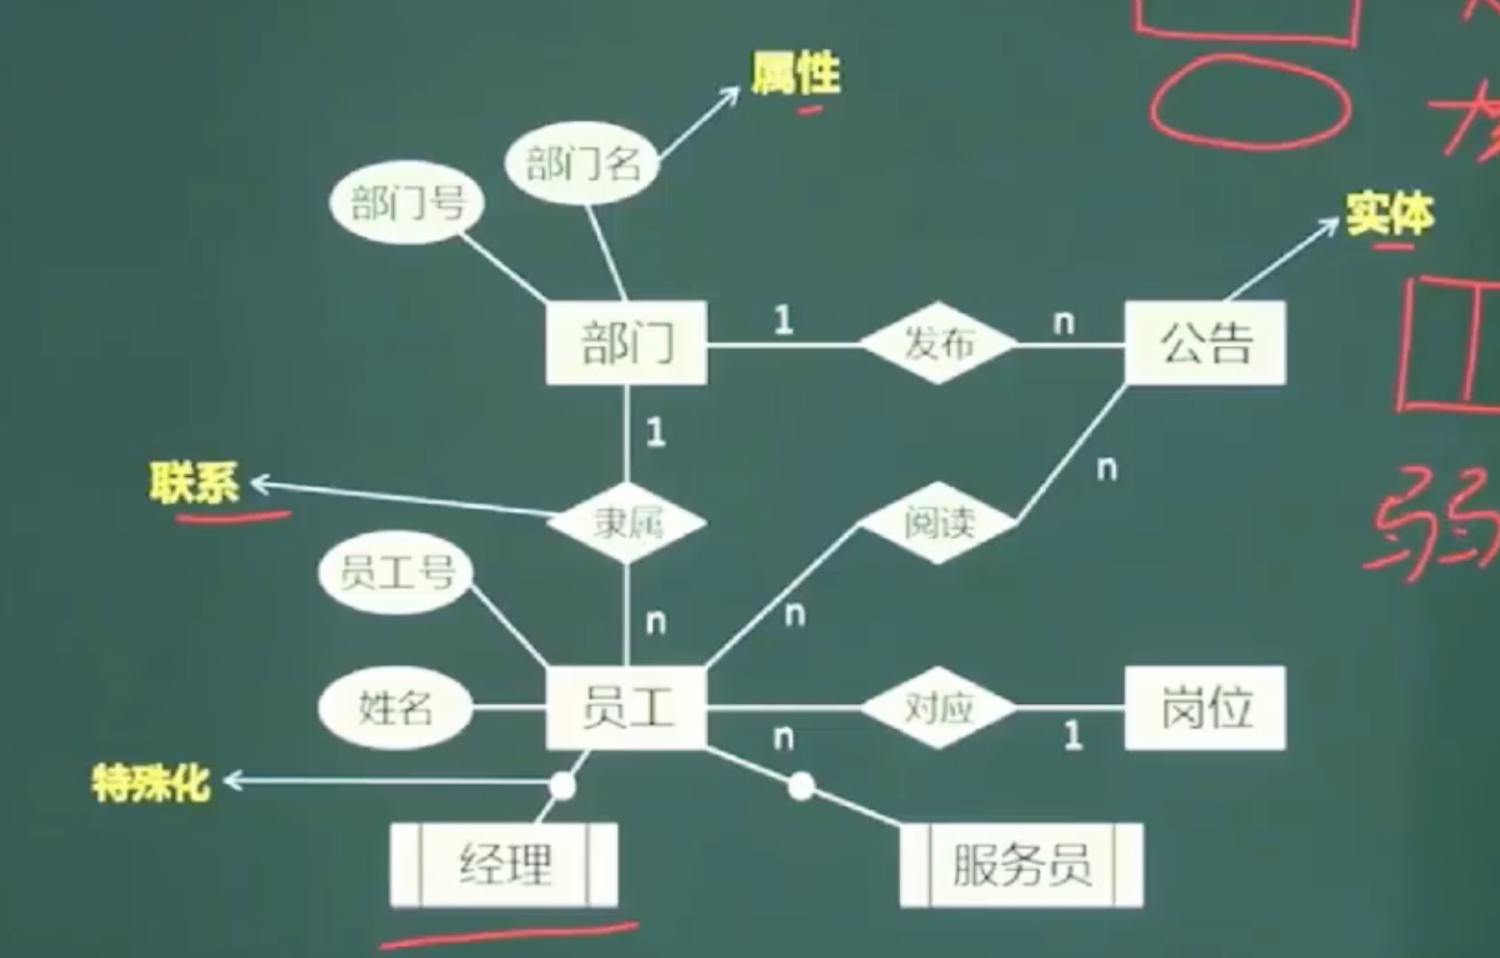 属性
部门名
部门号
实体
部门
1
发布
n
公告
1
n
联系
隶属
阅读
弱
员工号
n
n
姓名
员工
对应
岗位
n
1
特殊化
经理
服务员